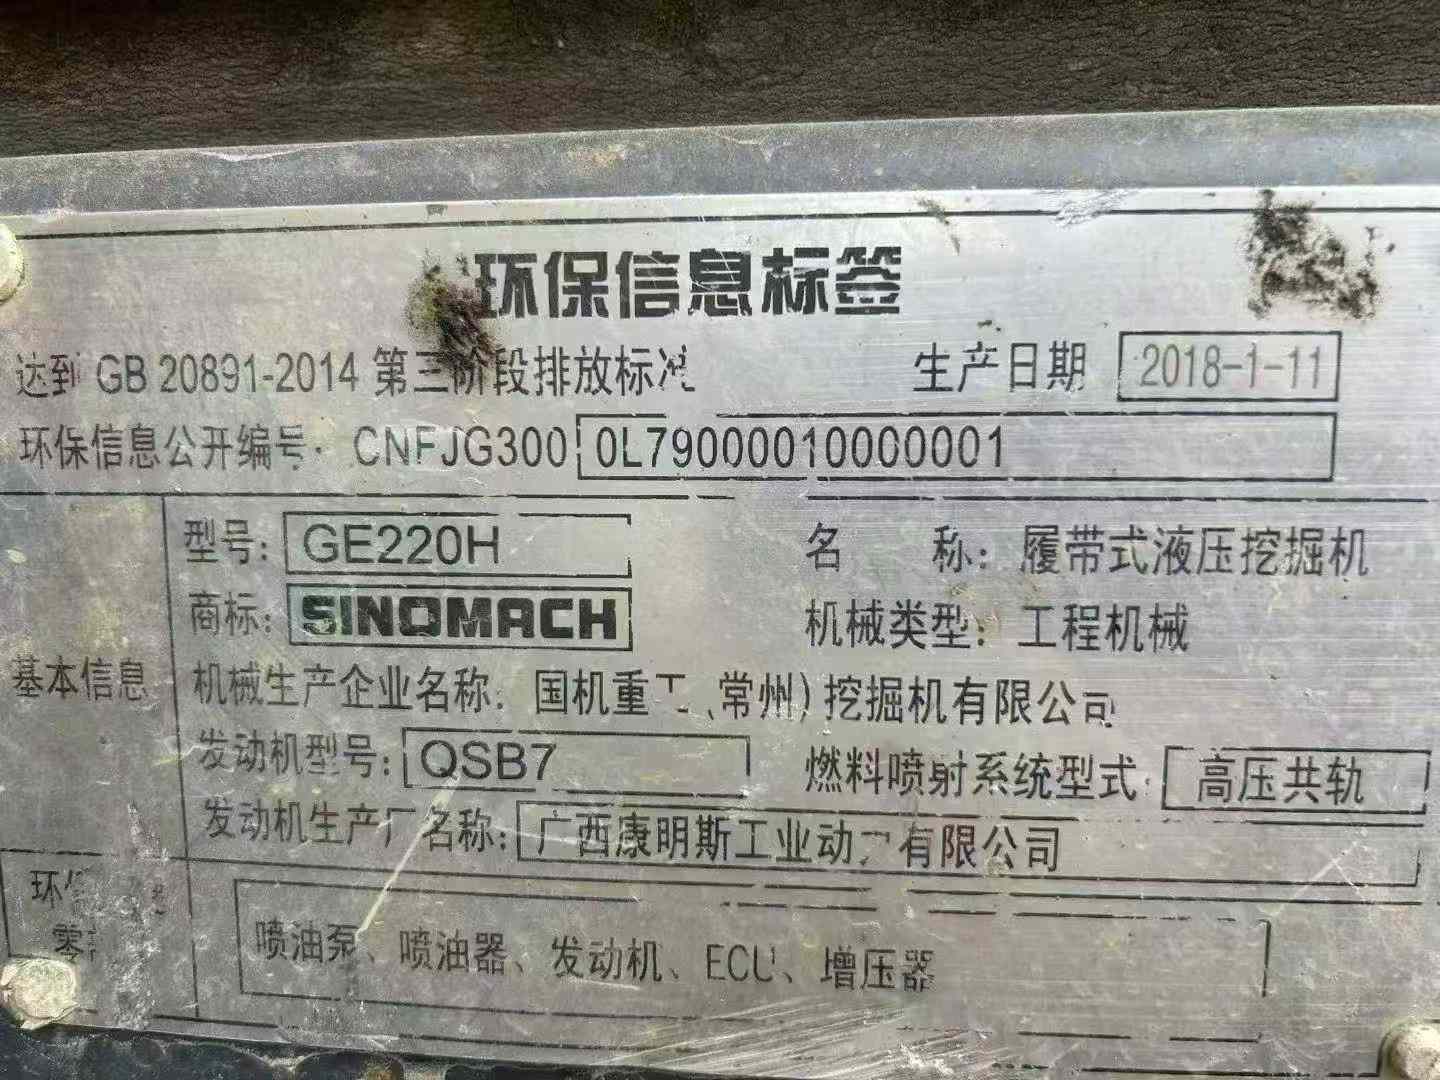 环保信息标签
达到 GB 20891-2014 第三阶段排放标准 生产日期 2018-1-11
环保信息公开编号: CNFJG300 0L79000010000001
型号: GE220H 名 称: 履带式液压挖掘机
商标: SINOMACH 机械类型: 工程机械
基本信息
机械生产企业名称: 国机重工(常州)挖掘机有限公司
发动机型号: QSB7 燃料喷射系统型式: 高压共轨
发动机生产厂名称: 广西康明斯工业动力有限公司
环
零
喷油泵、喷油器、发动机、ECU、增压器